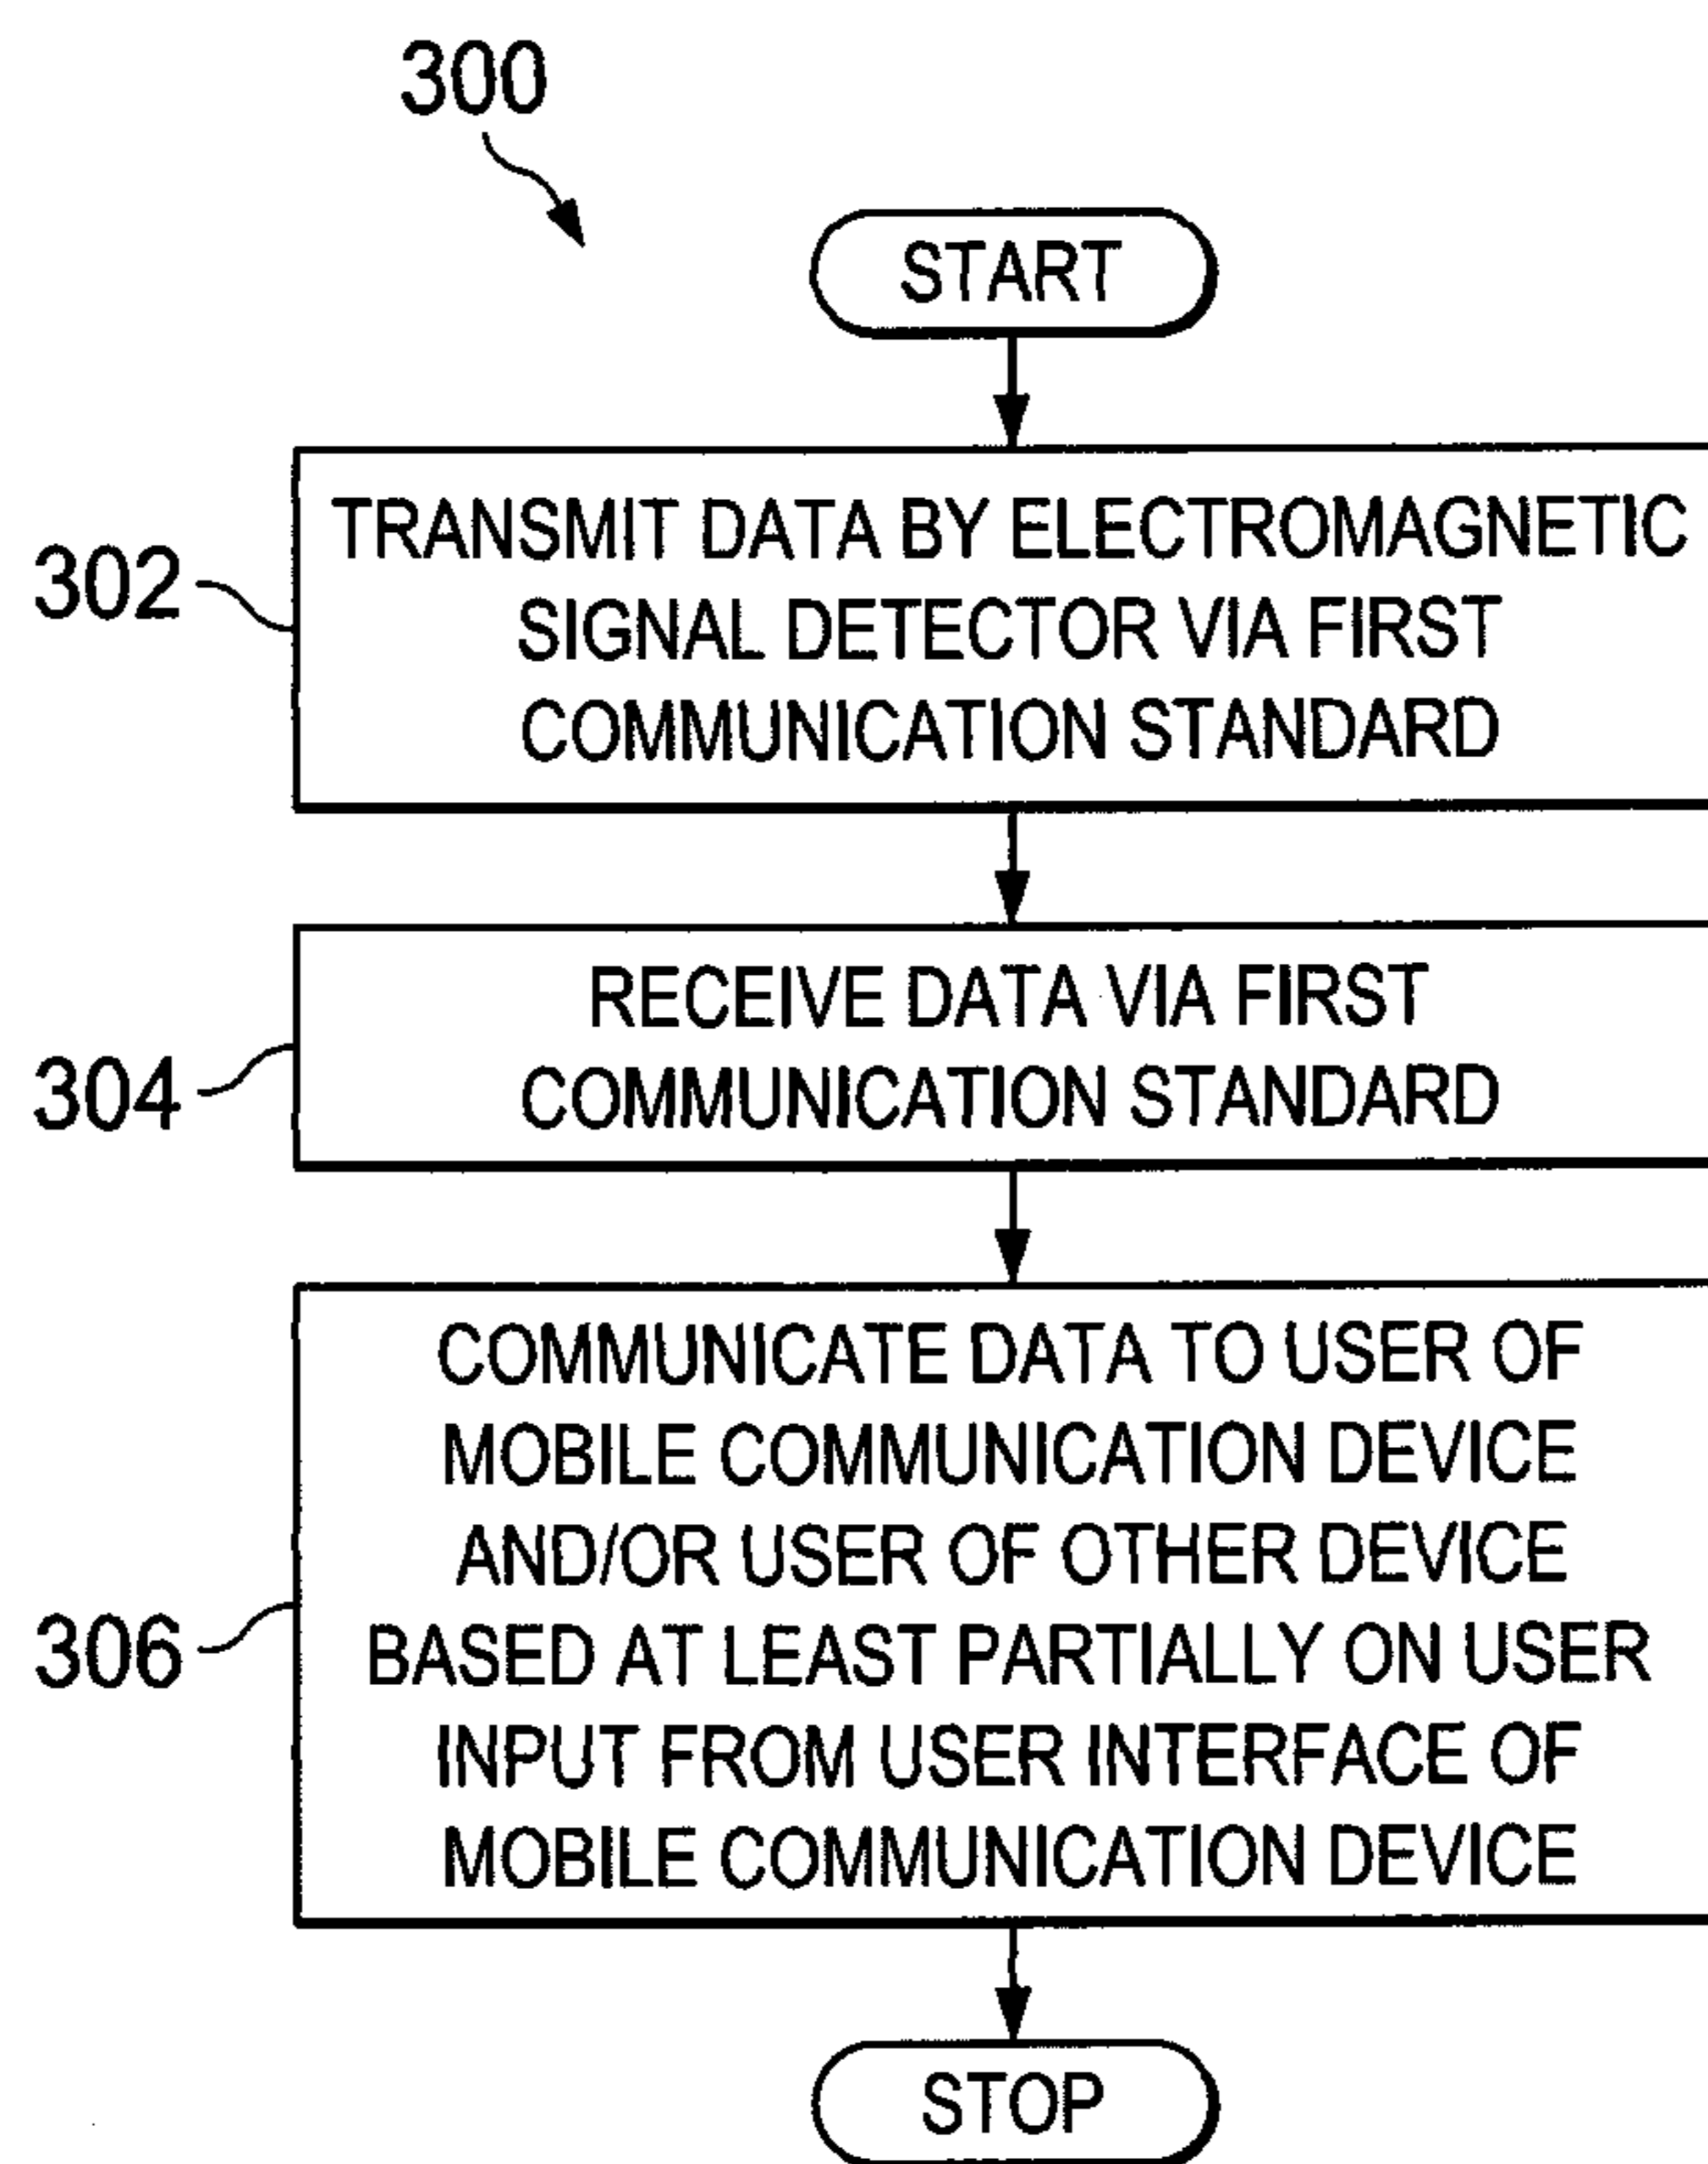 300
START
302
TRANSMIT DATA BY ELECTROMAGNETIC
SIGNAL DETECTOR VIA FIRST
COMMUNICATION STANDARD
304
RECEIVE DATA VIA FIRST
COMMUNICATION STANDARD
306
COMMUNICATE DATA TO USER OF
MOBILE COMMUNICATION DEVICE
AND/OR USER OF OTHER DEVICE
BASED AT LEAST PARTIALLY ON USER
INPUT FROM USER INTERFACE OF
MOBILE COMMUNICATION DEVICE
STOP